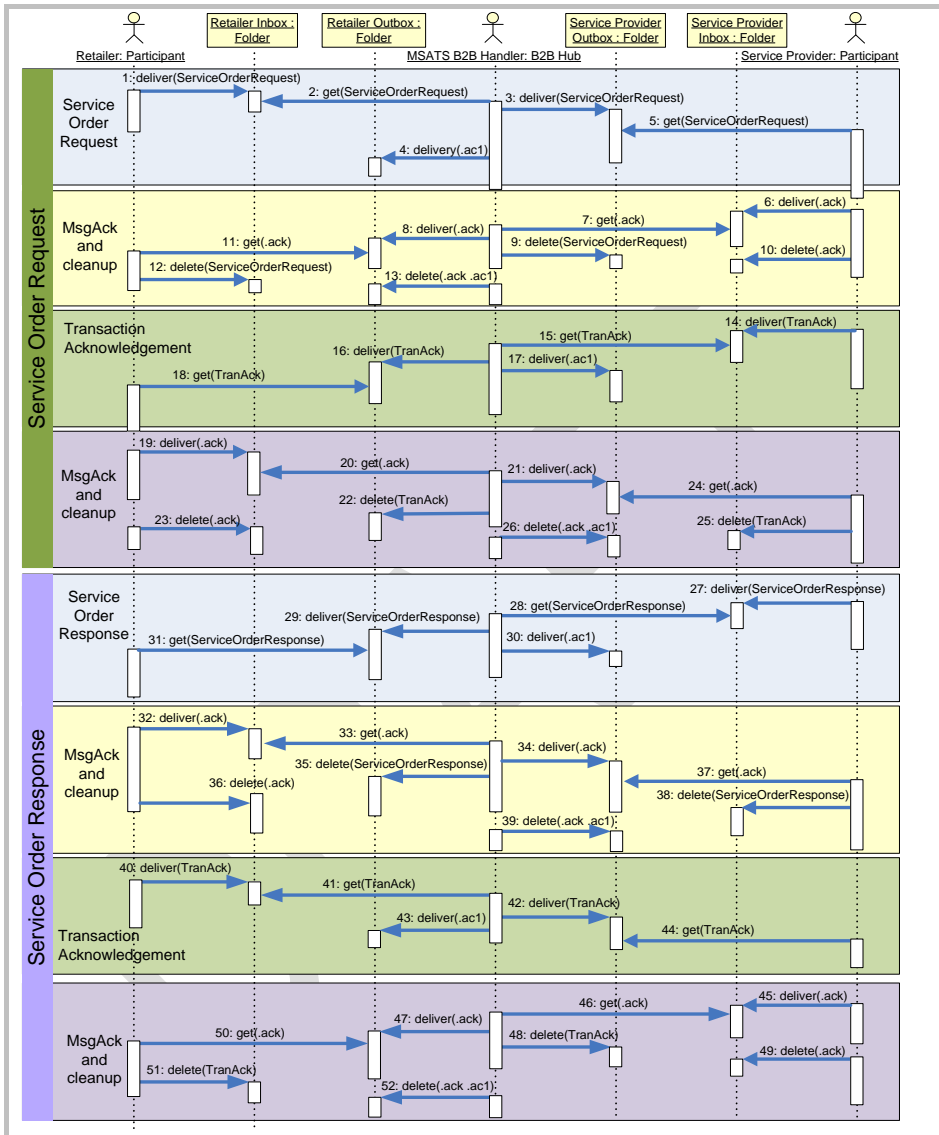 Retailer: Participant
Retailer Inbox :
Folder
Retailer Outbox :
Folder
MSATS B2B Handler: B2B Hub
Service Provider
Outbox : Folder
Service Provider
Inbox : Folder
Service Provider: Participant
Service Order Request
Service
Order
Request
1: deliver(ServiceOrderRequest)
2: get(ServiceOrderRequest)
3: deliver(ServiceOrderRequest)
4: delivery(.ac1)
5: get(ServiceOrderRequest)
MsgAck
and
cleanup
6: deliver(.ack)
7: get(.ack)
8: deliver(.ack)
9: delete(ServiceOrderRequest)
10: delete(.ack)
11: get(.ack)
12: delete(ServiceOrderRequest)
13: delete(.ack .ac1)
Transaction
Acknowledgement
14: deliver(TranAck)
15: get(TranAck)
16: deliver(TranAck)
17: deliver(.ac1)
18: get(TranAck)
MsgAck
and
cleanup
19: deliver(.ack)
20: get(.ack)
21: deliver(.ack)
22: delete(TranAck)
23: delete(.ack)
24: get(.ack)
25: delete(TranAck)
26: delete(.ack .ac1)
Service Order Response
Service
Order
Response
27: deliver(ServiceOrderResponse)
28: get(ServiceOrderResponse)
29: deliver(ServiceOrderResponse)
30: deliver(.ac1)
31: get(ServiceOrderResponse)
MsgAck
and
cleanup
32: deliver(.ack)
33: get(.ack)
34: deliver(.ack)
35: delete(ServiceOrderResponse)
36: delete(.ack)
37: get(.ack)
38: delete(ServiceOrderResponse)
39: delete(.ack .ac1)
Transaction
Acknowledgement
40: deliver(TranAck)
41: get(TranAck)
42: deliver(TranAck)
43: deliver(.ac1)
44: get(TranAck)
MsgAck
and
cleanup
45: deliver(.ack)
46: get(.ack)
47: deliver(.ack)
48: delete(TranAck)
49: delete(.ack)
50: get(.ack)
51: delete(TranAck)
52: delete(.ack .ac1)